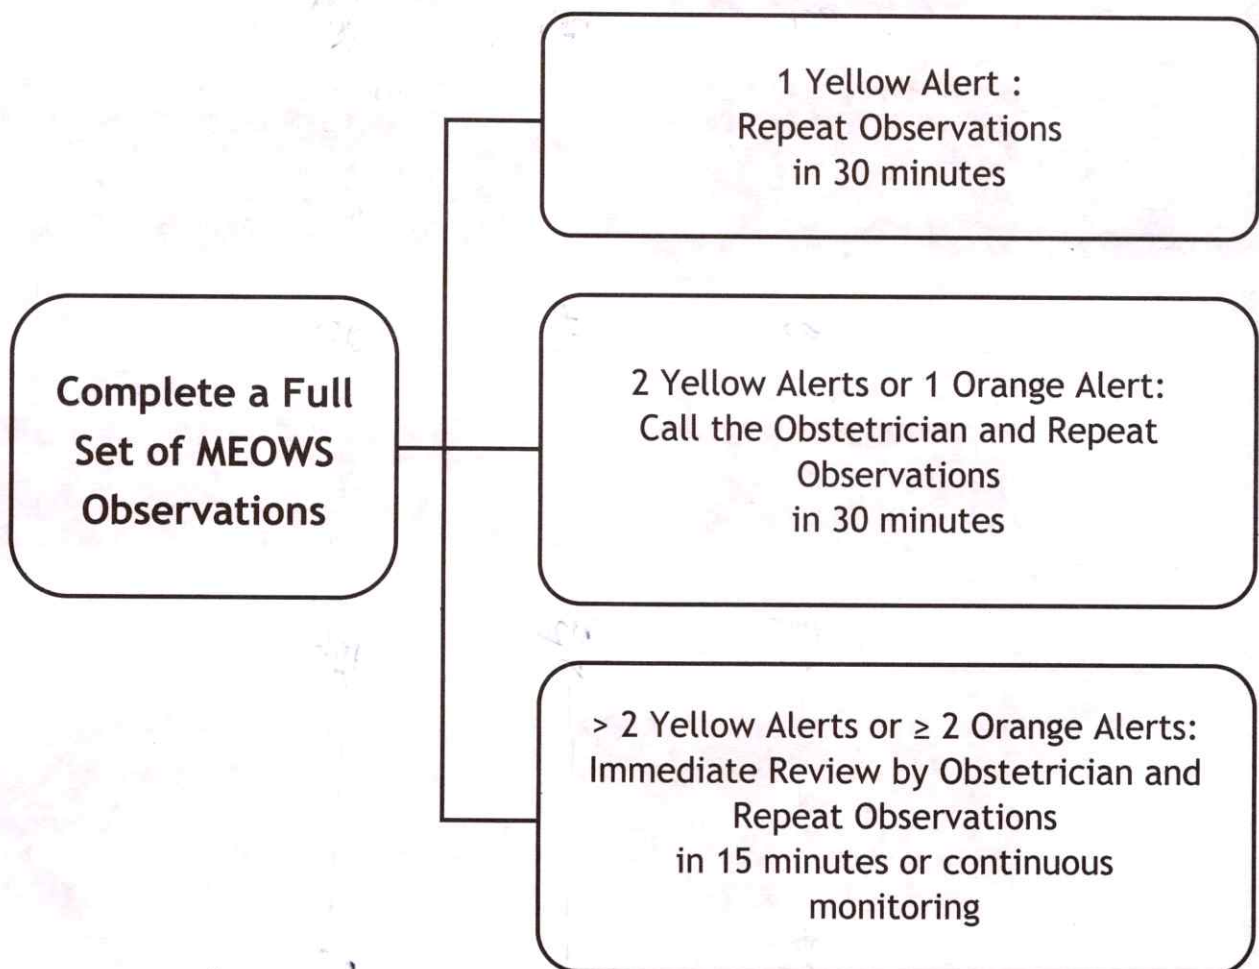 1 Yellow Alert :
Repeat Observations
in 30 minutes
Complete a Full
Set of MEOWS
Observations
2 Yellow Alerts or 1 Orange Alert:
Call the Obstetrician and Repeat
Observations
in 30 minutes
> 2 Yellow Alerts or ≥ 2 Orange Alerts:
Immediate Review by Obstetrician and
Repeat Observations
in 15 minutes or continuous
monitoring